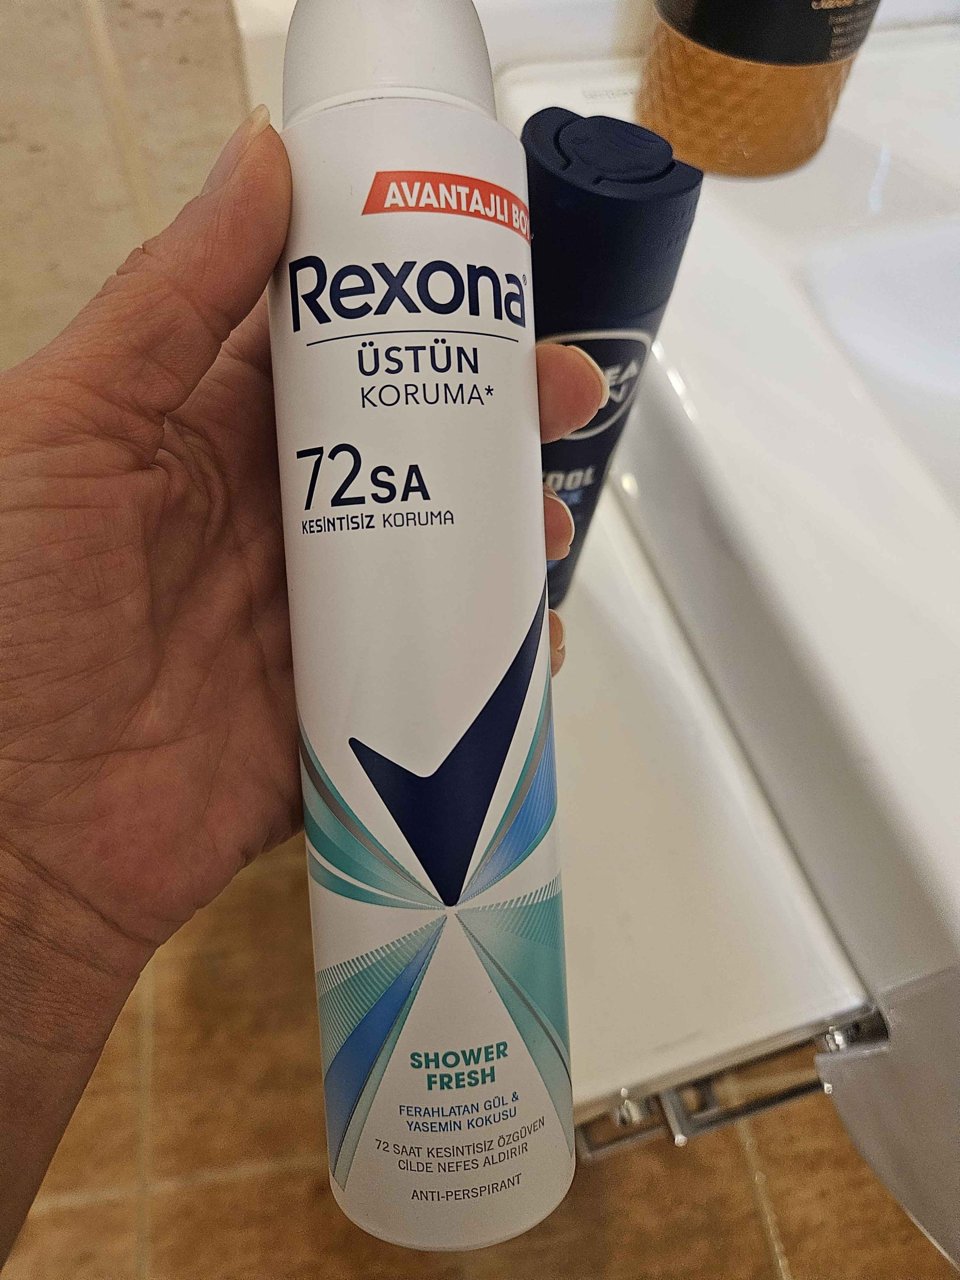 AVANTAJLI
Rexona
ÜSTÜN
KORUMA*
72SA
KESİNTİSİZ KORUMA
SHOWER
FRESH
FERAHLATAN GÜL &
YASEMİN KOKUSU
72 SAAT KESİNTİSİZ ÖZGÜVEN
CİLDE NEFES ALDIRIR
ANTI-PERSPIRANT